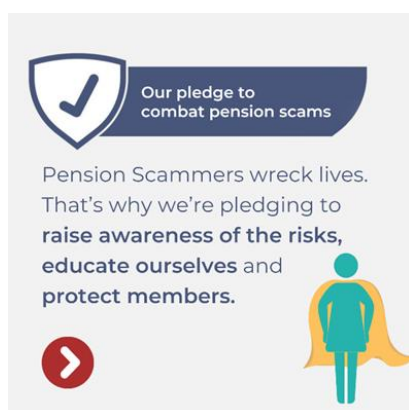 Our pledge to
combat pension scams
Pension Scammers wreck lives.
That's why we're pledging to
raise awareness of the risks,
educate ourselves and
protect members.